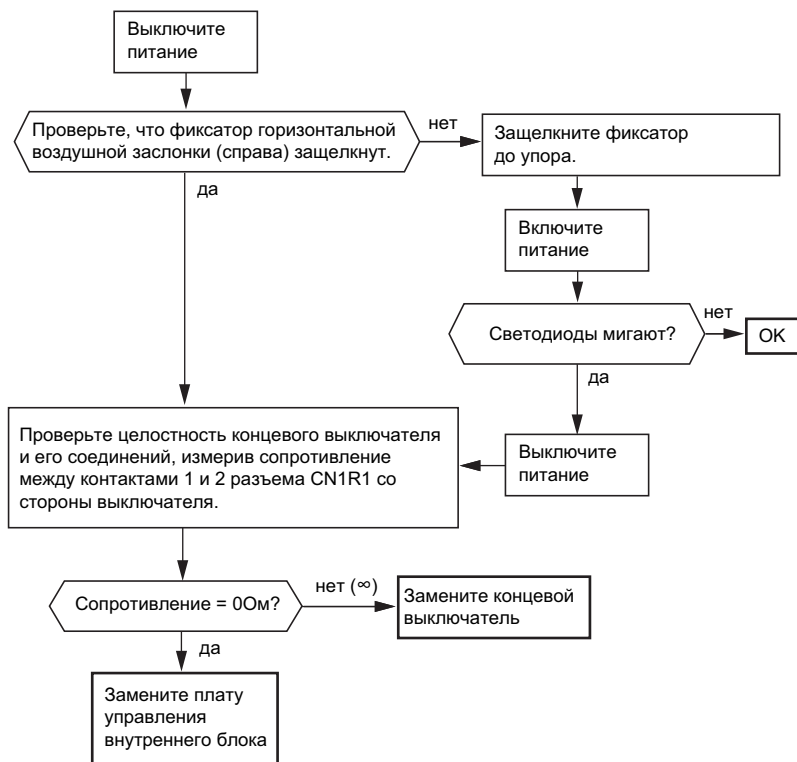 Выключите
питание
Проверьте, что фиксатор горизонтальной
воздушной заслонки (справа) защелкнут.
нет
Защелкните фиксатор
до упора.
да
Включите
питание
Светодиоды мигают?
нет
OK
да
Выключите
питание
Проверьте целостность концевого выключателя
и его соединений, измерив сопротивление
между контактами 1 и 2 разъема CN1R1 со
стороны выключателя.
Сопротивление = 0Ом?
нет (∞)
Замените концевой
выключатель
да
Замените плату
управления
внутреннего блока